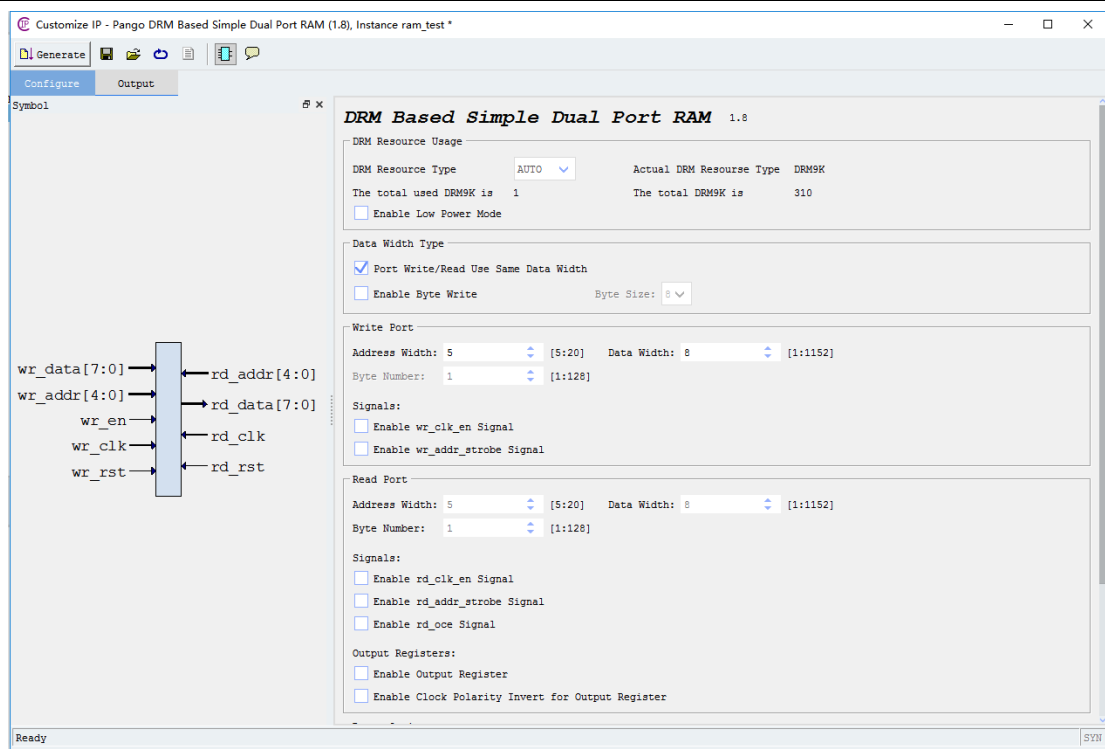 Customize IP - Pango DRM Based Simple Dual Port RAM (1.8), Instance ram_test *
Generate
Configure Output
Symbol
wr_data[7:0]
wr_addr[4:0]
wr_en
wr_clk
wr_rst
rd_addr[4:0]
rd_data[7:0]
rd_clk
rd_rst
DRM Based Simple Dual Port RAM 1.8
DRM Resource Usage
DRM Resource Type AUTO Actual DRM Resourse Type DRM9K
The total used DRM9K is 1 The total DRM9K is 310
Enable Low Power Mode
Data Width Type
Port Write/Read Use Same Data Width
Enable Byte Write Byte Size: 8
Write Port
Address Width: 5 [5:20] Data Width: 8 [1:1152]
Byte Number: 1 [1:128]
Signals:
Enable wr_clk_en Signal
Enable wr_addr_strobe Signal
Read Port
Address Width: 5 [5:20] Data Width: 8 [1:1152]
Byte Number: 1 [1:128]
Signals:
Enable rd_clk_en Signal
Enable rd_addr_strobe Signal
Enable rd_oce Signal
Output Registers:
Enable Output Register
Enable Clock Polarity Invert for Output Register
Ready SYN